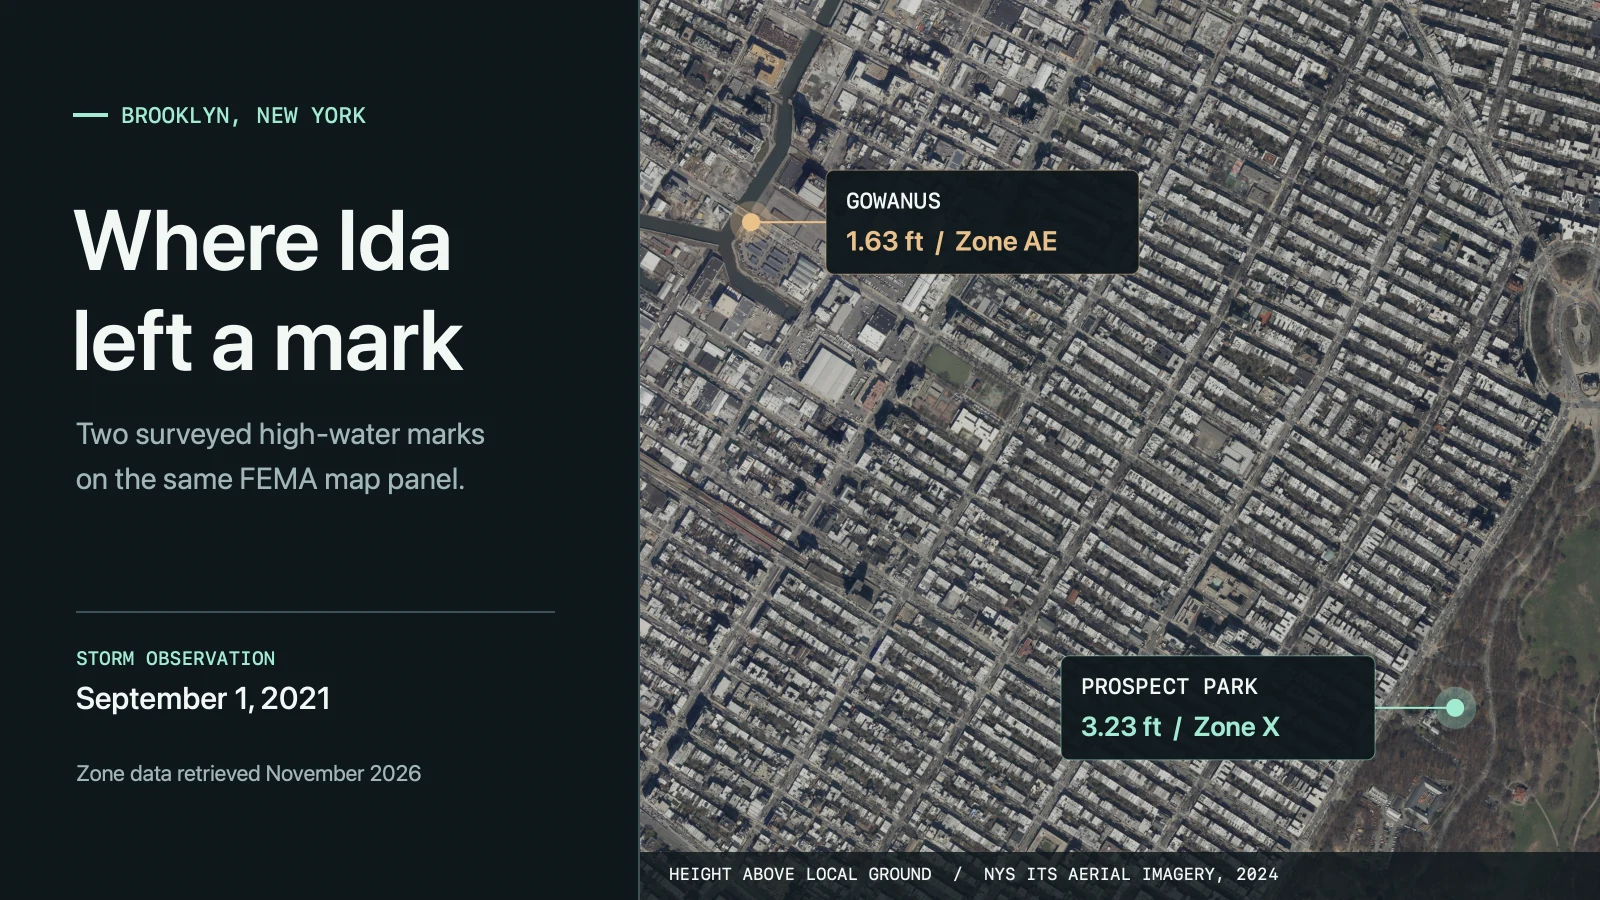 BROOKLYN, NEW YORK
Where Ida
left a mark
Two surveyed high-water marks
on the same FEMA map panel.
STORM OBSERVATION
September 1, 2021
Zone data retrieved November 2026
GOWANUS
1.63 ft / Zone AE
PROSPECT PARK
3.23 ft / Zone X
HEIGHT ABOVE LOCAL GROUND / NYS ITS AERIAL IMAGERY, 2024